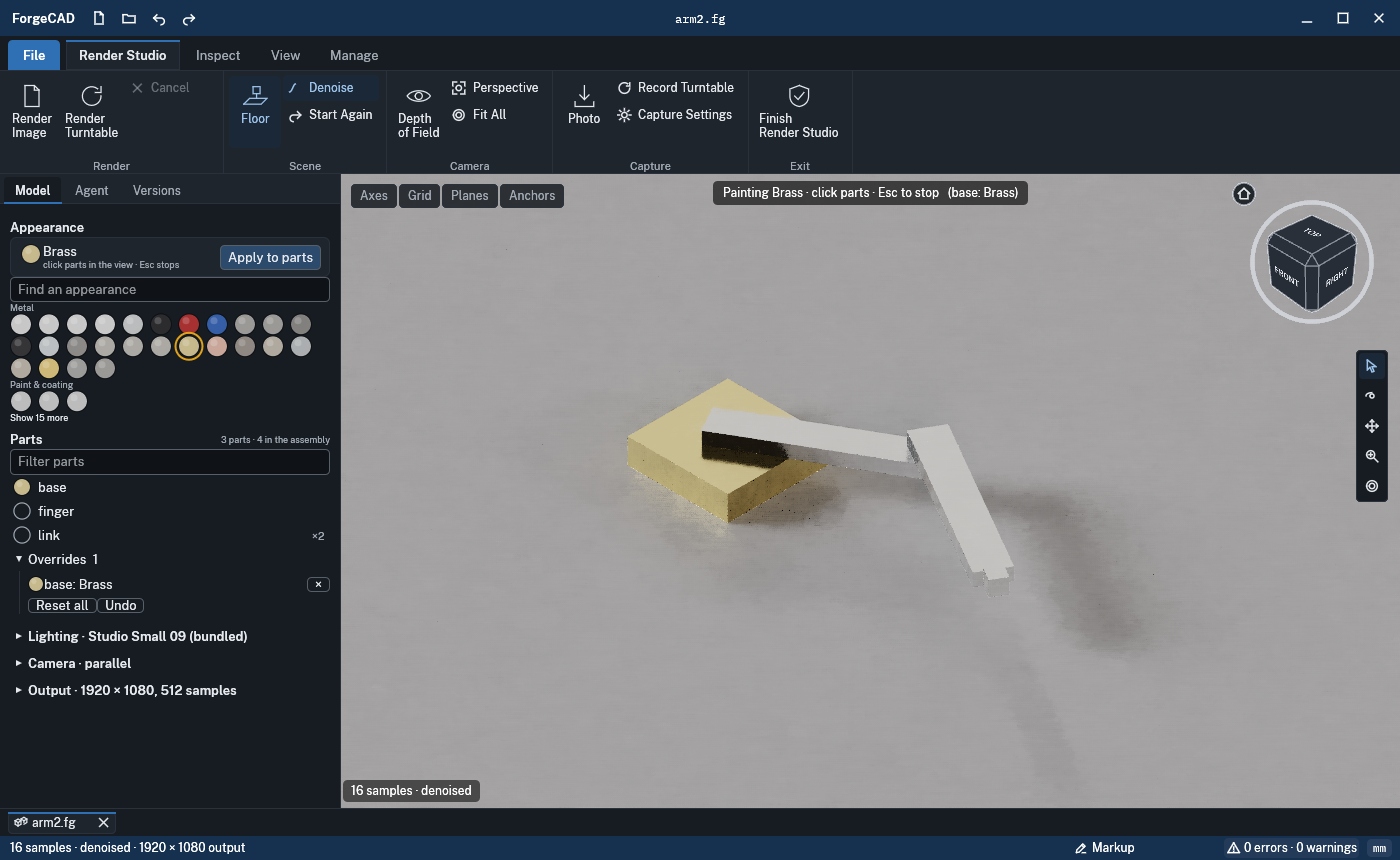 ForgeCAD
arm2.fg
File
Render Studio
Inspect
View
Manage
Render
Image
Render
Turntable
Cancel
Render
Floor
Denoise
Start Again
Scene
Depth
of Field
Perspective
Fit All
Camera
Photo
Record Turntable
Capture Settings
Capture
Finish
Render Studio
Exit
Model
Agent
Versions
Appearance
Brass
click parts in the view · Esc stops
Apply to parts
Find an appearance
Metal
Paint & coating
Show 15 more
Parts
3 parts · 4 in the assembly
Filter parts
base
finger
link
×2
Overrides 1
base: Brass
Reset all
Undo
Lighting · Studio Small 09 (bundled)
Camera · parallel
Output · 1920 × 1080, 512 samples
Axes
Grid
Planes
Anchors
Painting Brass · click parts · Esc to stop (base: Brass)
TOP
FRONT
RIGHT
16 samples · denoised
arm2.fg
16 samples · denoised · 1920 × 1080 output
Markup
0 errors · 0 warnings
mm